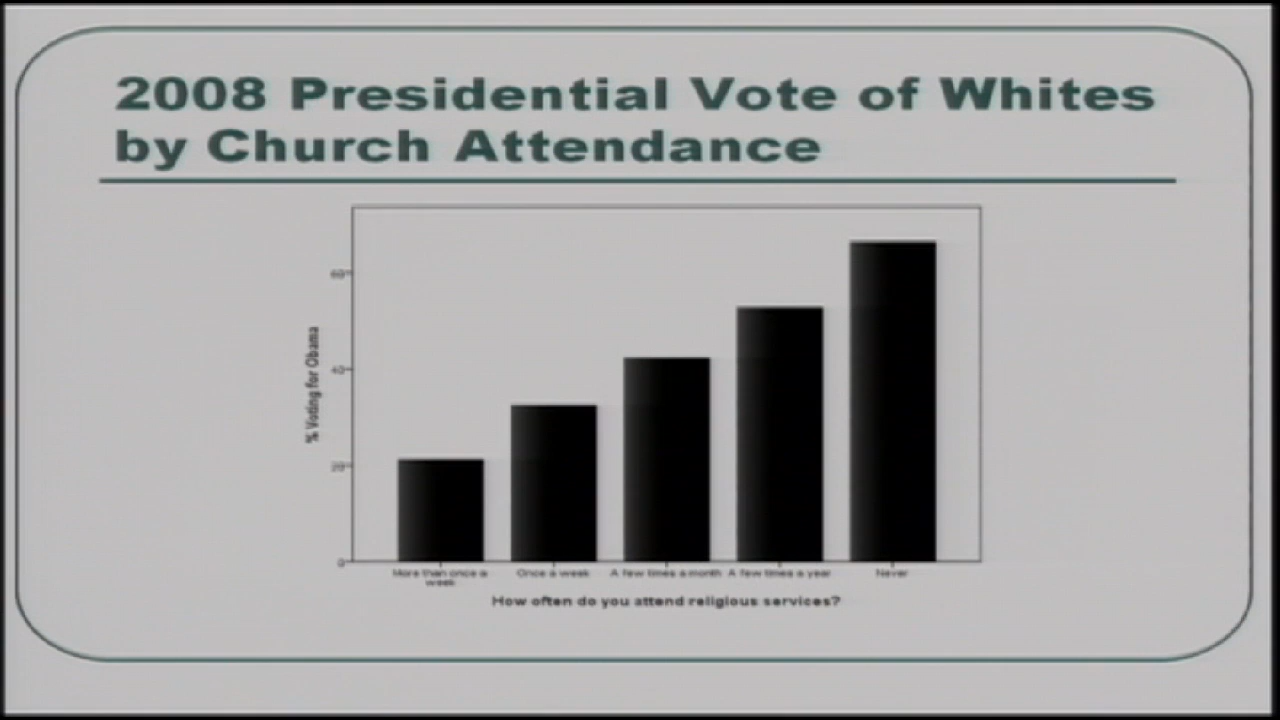 2008 Presidential Vote of Whites
by Church Attendance
% Voting for Obama
60
40
20
0
More than once a
week
Once a week
A few times a month
A few times a year
Never
How often do you attend religious services?